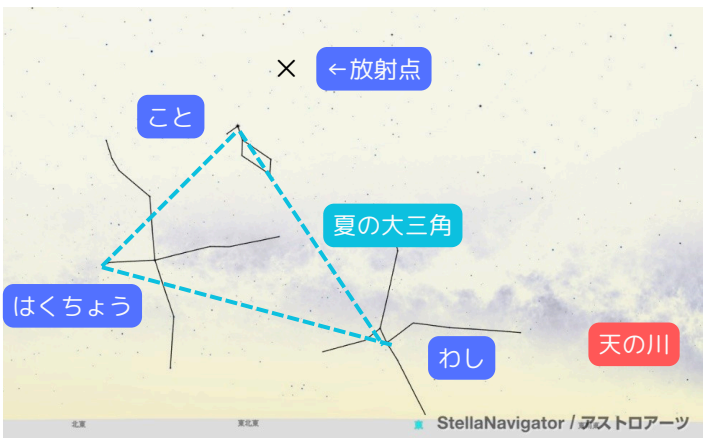 ←放射点
こと
夏の大三角
はくちょう
天の川
わし
北東
東北東
東
StellaNavigator / アストロアーツ